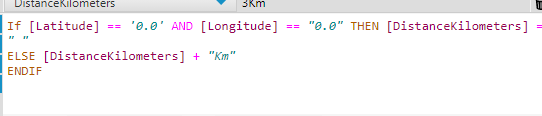 DistanceKilometers 3Km
If [Latitude] == '0.0' AND [Longitude] == "0.0" THEN [DistanceKilometers] =
" "
ELSE [DistanceKilometers] + "Km"
ENDIF